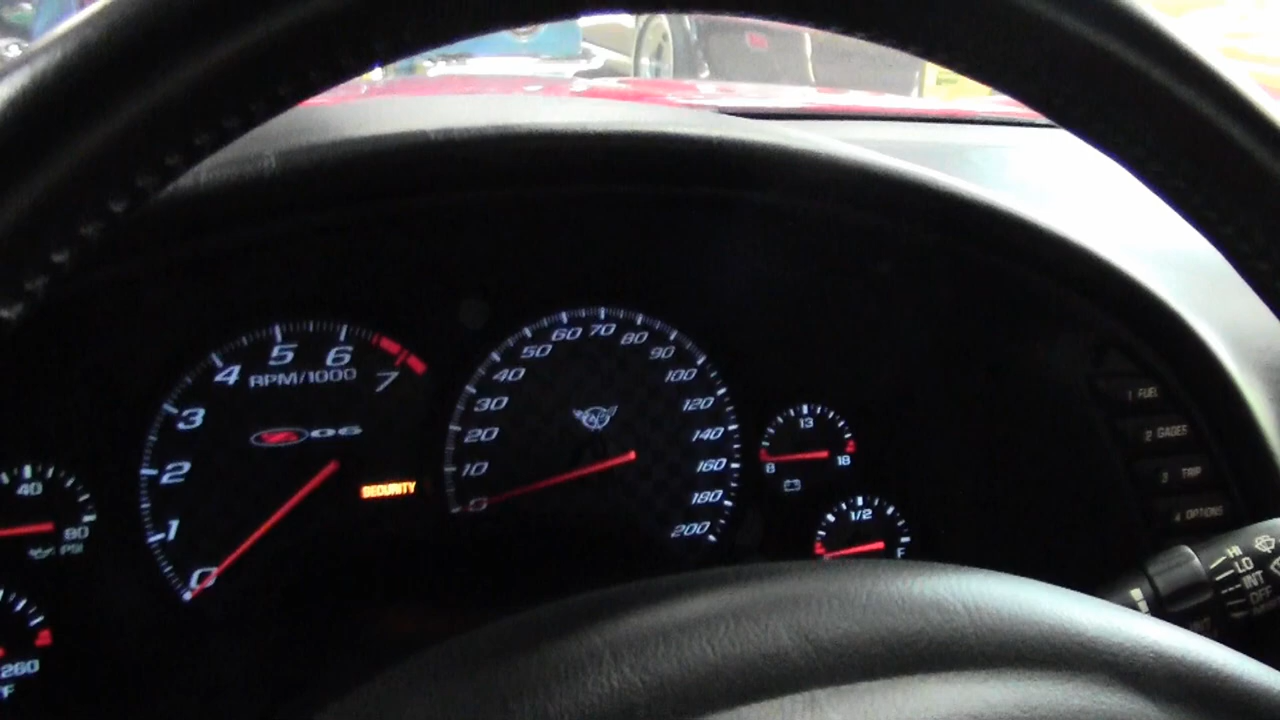 40
80
PSI
260
F
0
1
2
3
4
5
6
7
RPM/1000
Z06
SECURITY
0
10
20
30
40
50
60
70
80
90
100
120
140
160
180
200
8
13
18
1/2
F
1 FUEL
2 GAGES
3 TRIP
4 OPTIONS
HI
LO
INT
OFF